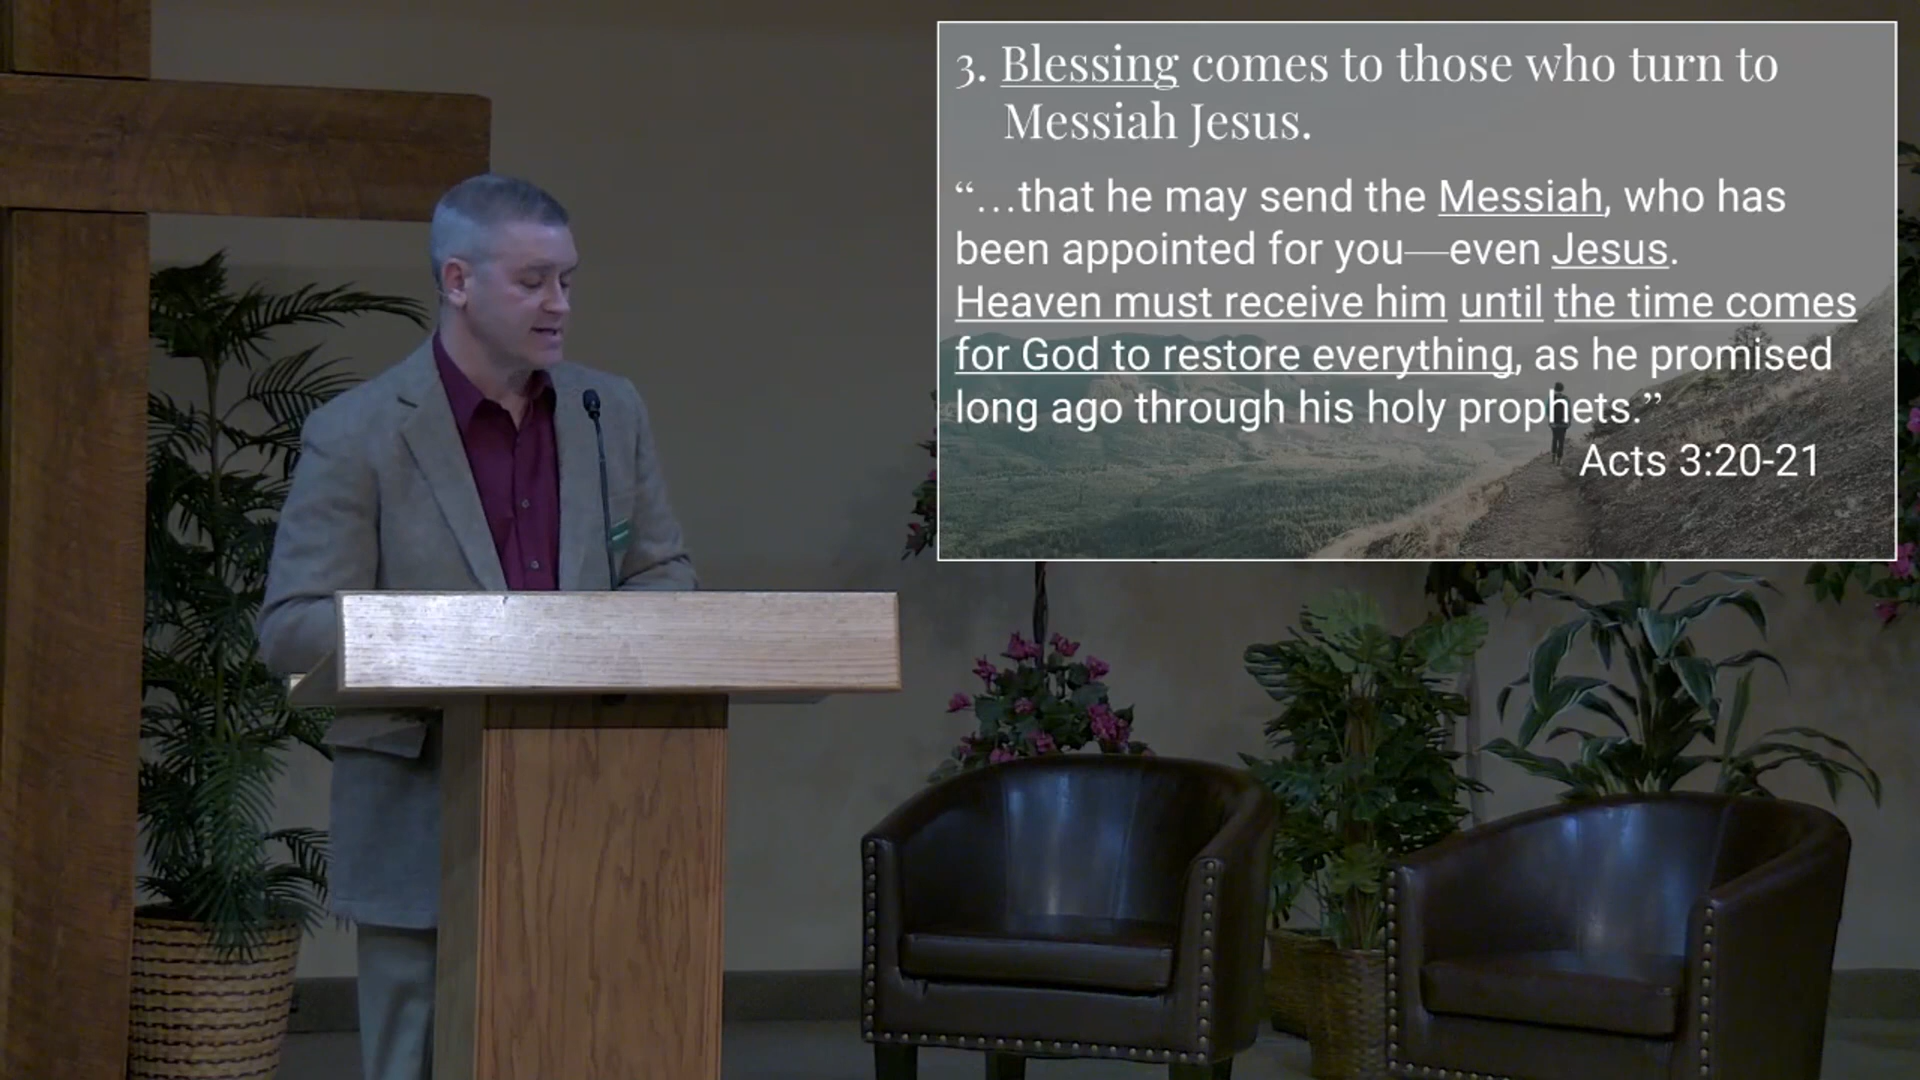 3. Blessing comes to those who turn to
Messiah Jesus.
“…that he may send the Messiah, who has
been appointed for you—even Jesus.
Heaven must receive him until the time comes
for God to restore everything, as he promised
long ago through his holy prophets.”
Acts 3:20-21